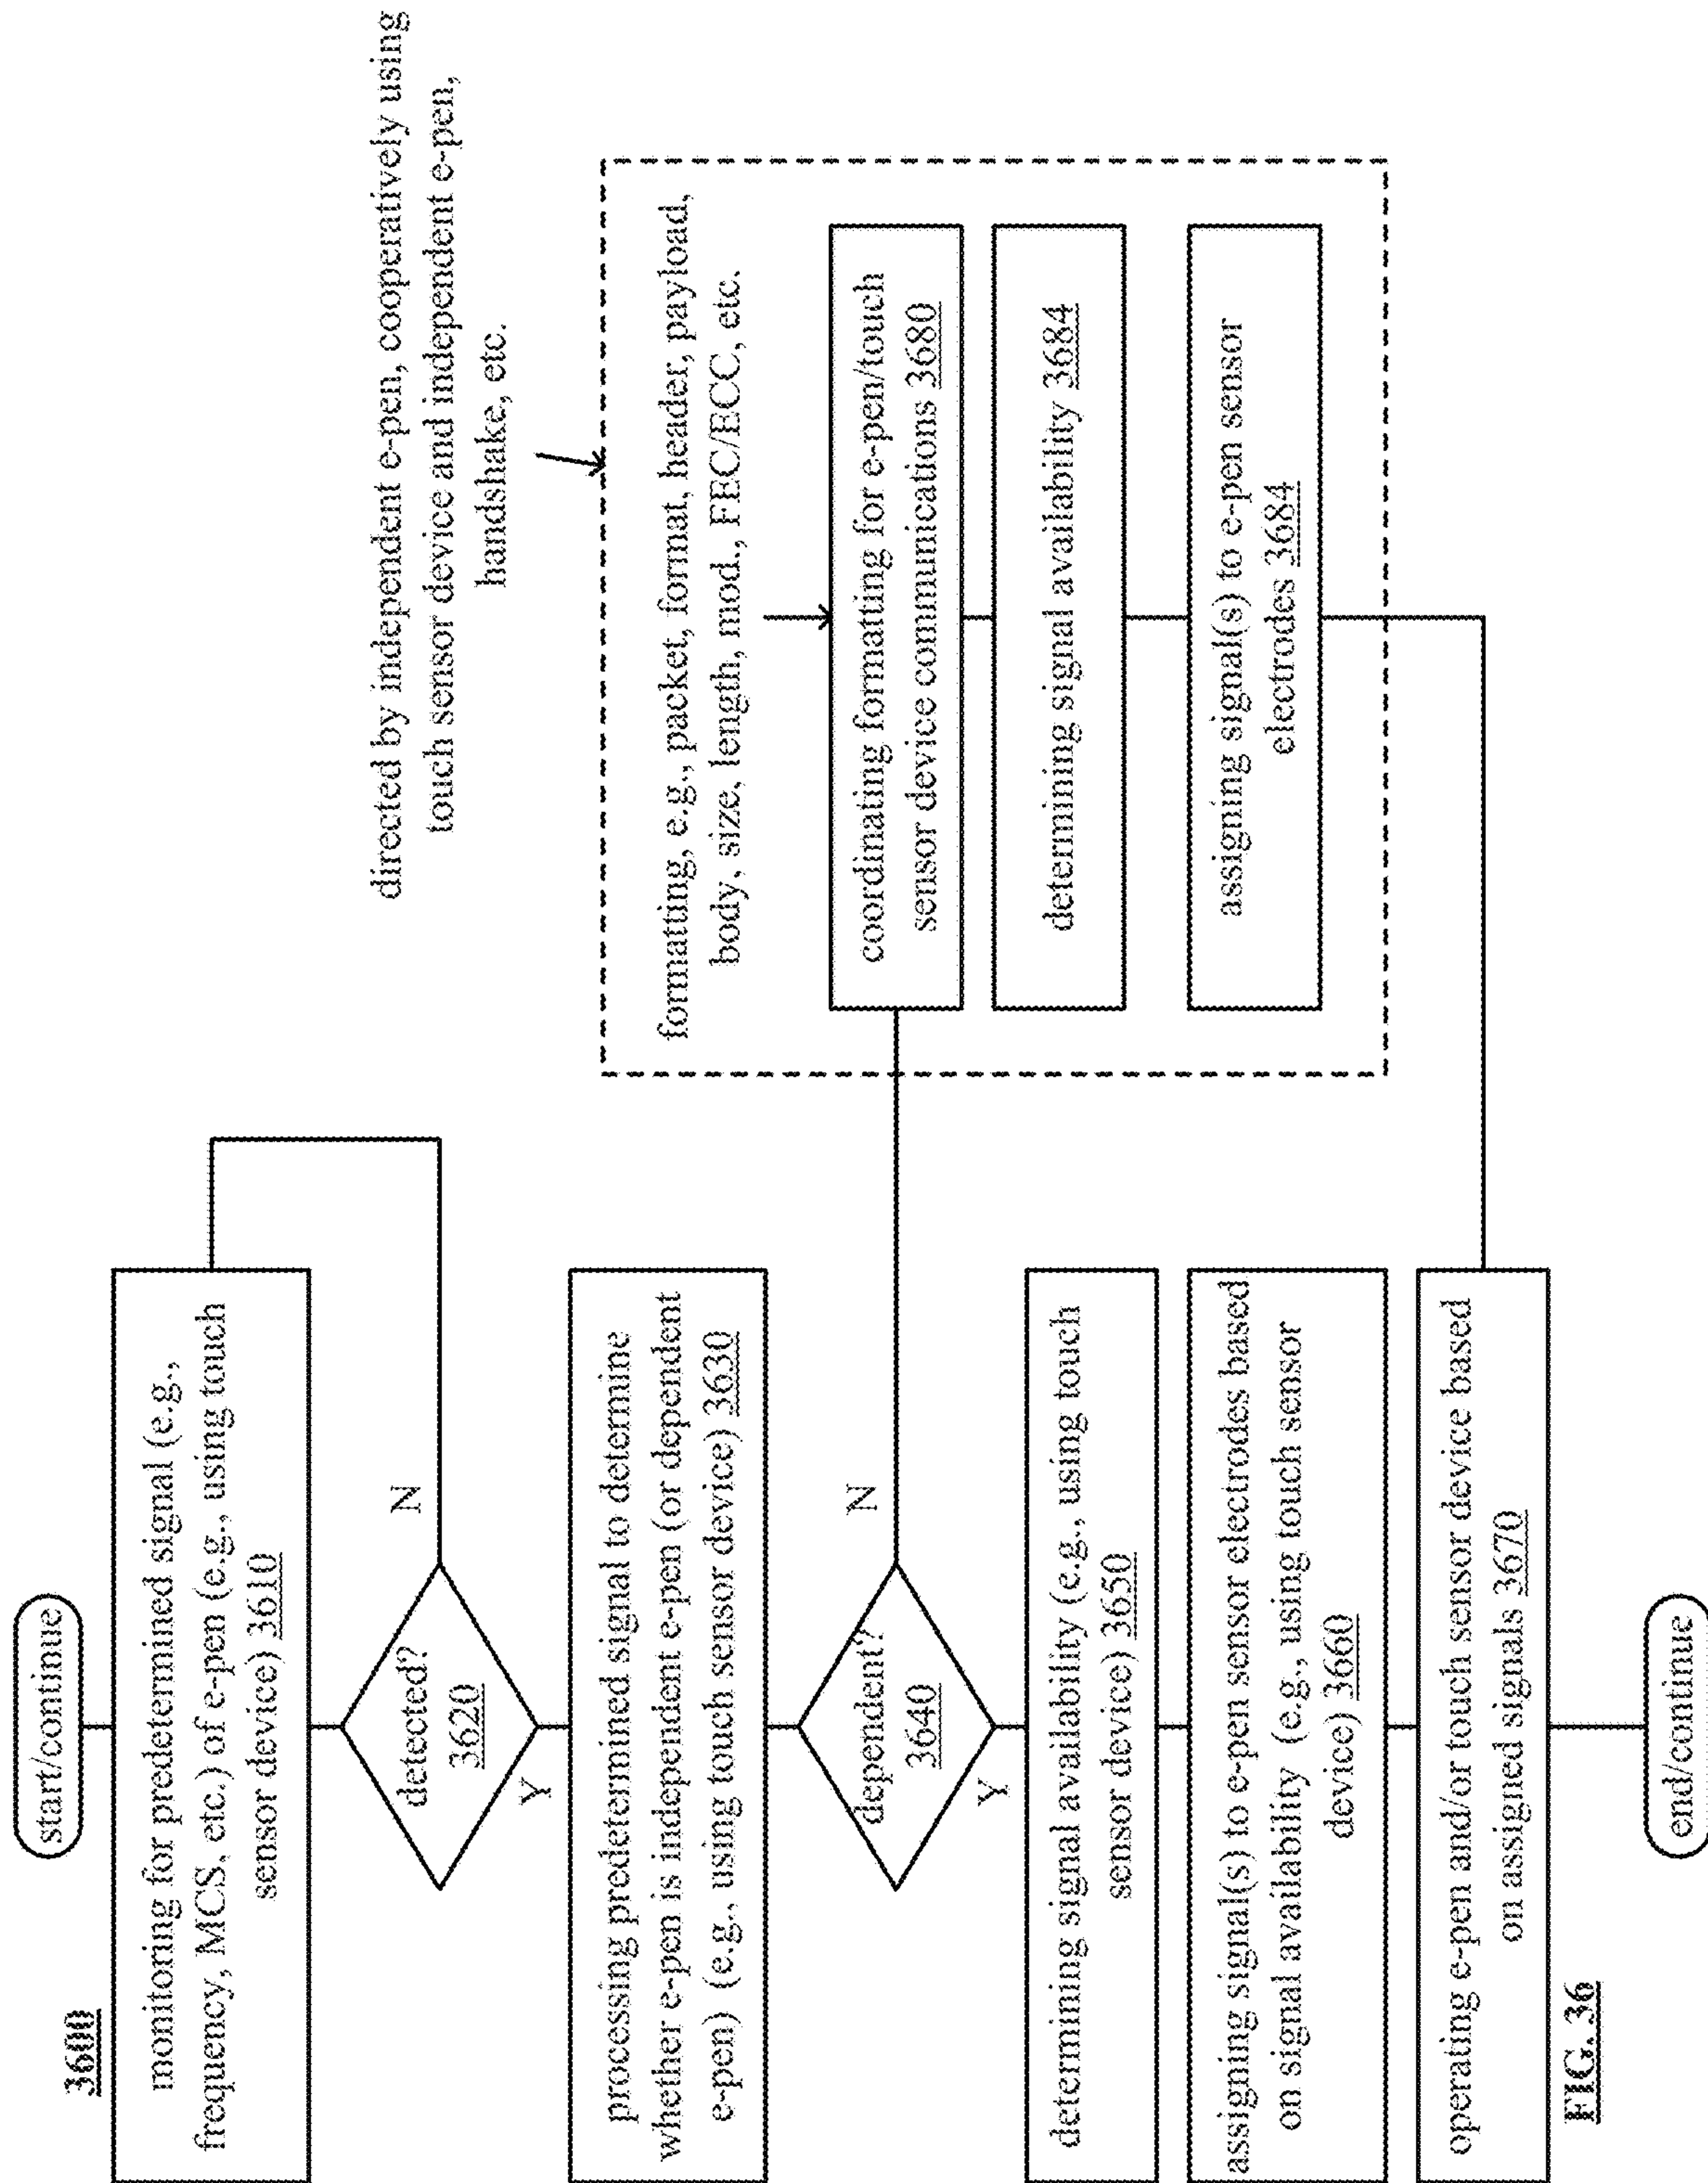 3600
start/continue
monitoring for predetermined signal (e.g.,
frequency, MCS, etc.) of e-pen (e.g., using touch
sensor device) 3610
detected?
3620
N
Y
processing predetermined signal to determine
whether e-pen is independent e-pen (or dependent
e-pen) (e.g., using touch sensor device) 3630
dependent?
3640
N
Y
determining signal availability (e.g., using touch
sensor device) 3650
assigning signal(s) to e-pen sensor electrodes based
on signal availability (e.g., using touch sensor
device) 3660
operating e-pen and/or touch sensor device based
on assigned signals 3670
end/continue
directed by independent e-pen, cooperatively using
touch sensor device and independent e-pen,
handshake, etc.
formatting, e.g., packet, format, header, payload,
body, size, length, mod., FEC/ECC, etc.
coordinating formatting for e-pen/touch
sensor device communications 3680
determining signal availability 3684
assigning signal(s) to e-pen sensor
electrodes 3684
FIG. 36